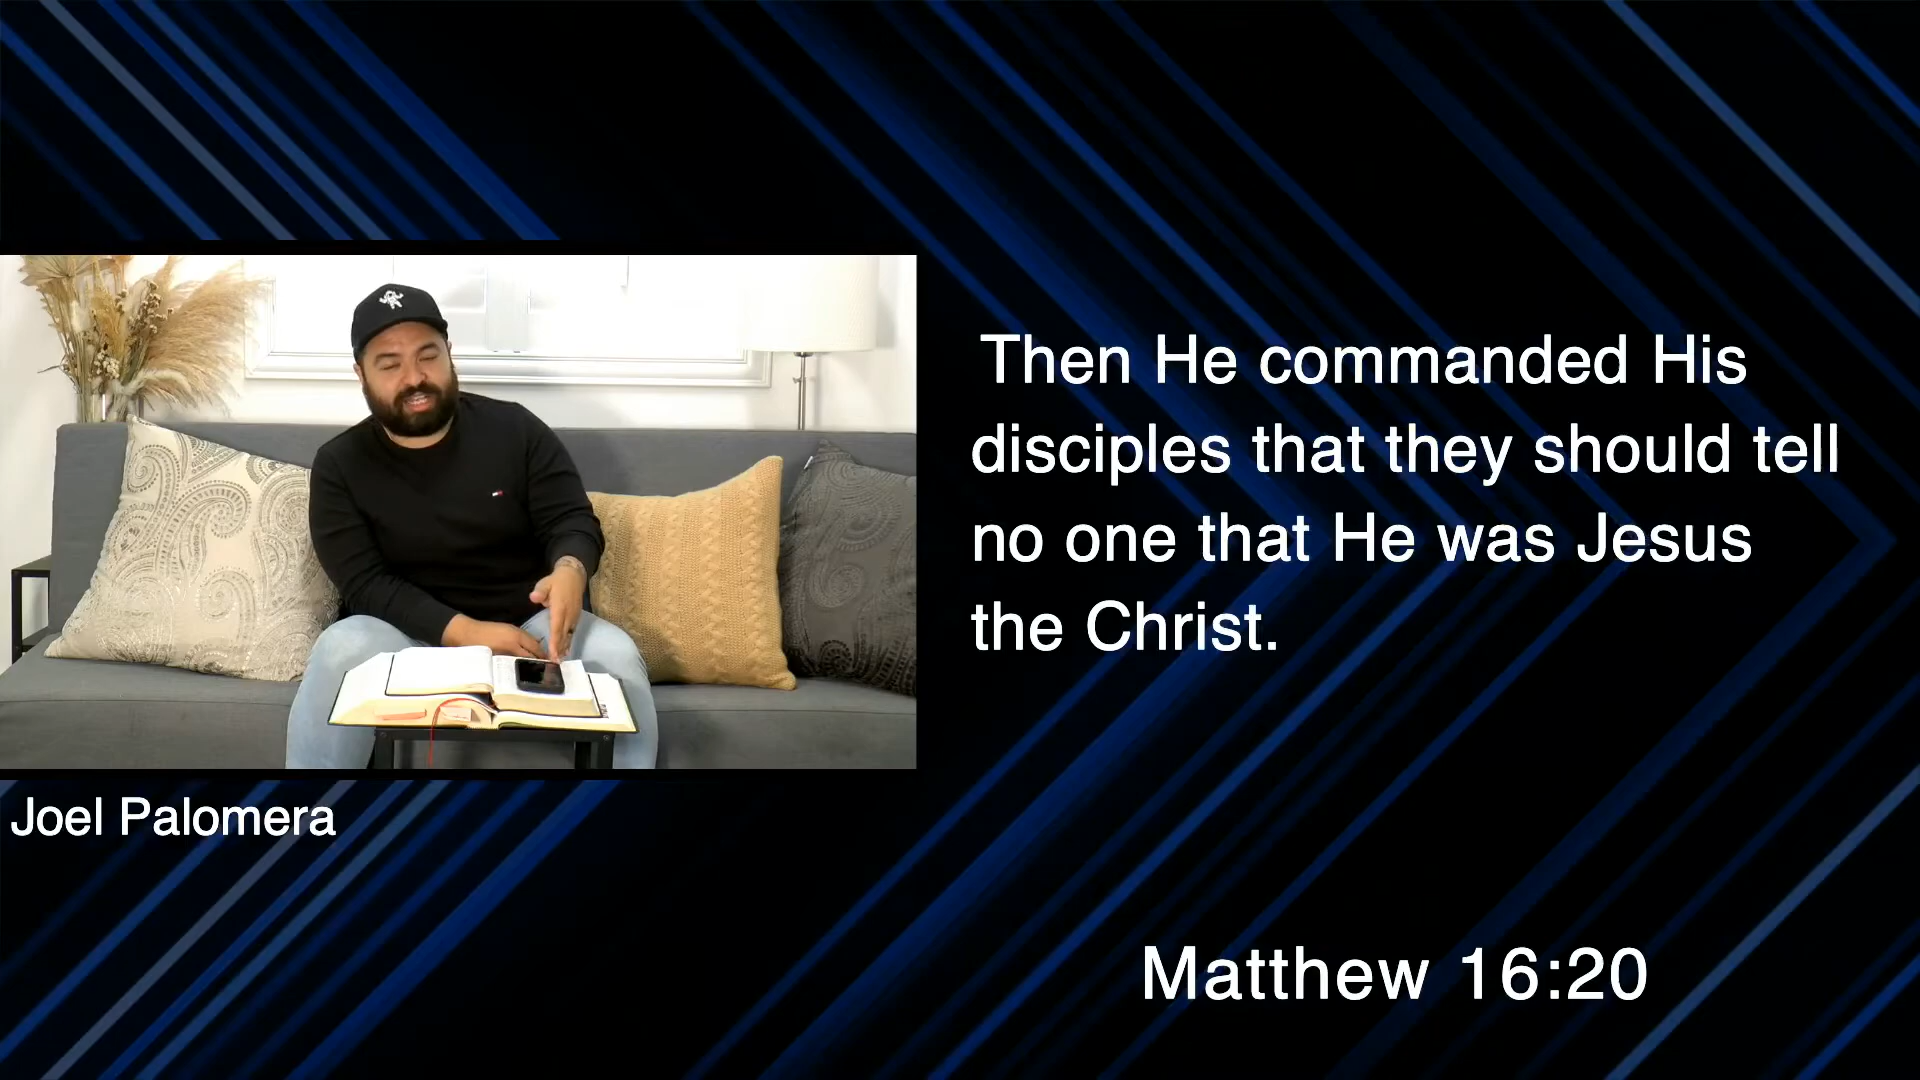 Then He commanded His
disciples that they should tell
no one that He was Jesus
the Christ.
Joel Palomera
Matthew 16:20